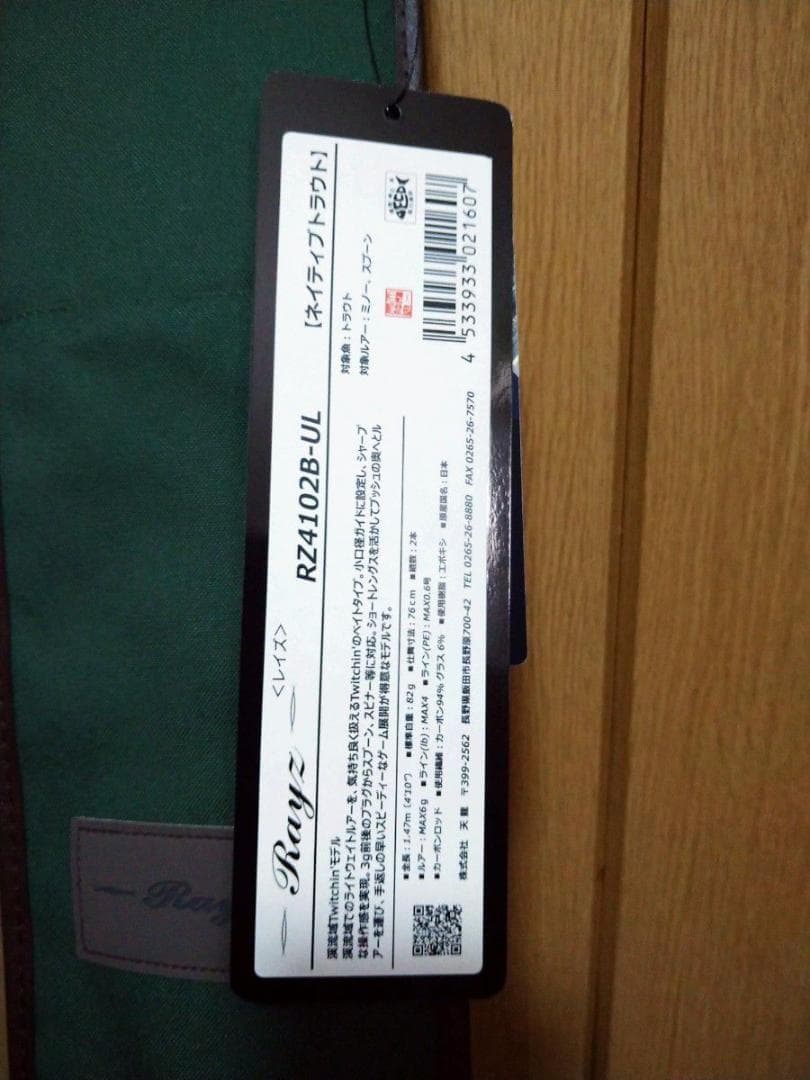 Rayz <レイズ> RZ4102B-UL 【ネイティブトラウト】
渓流域Twitchin'モデル
渓流域でのライトウェイトルアーを、気持ち良く扱えるTwitchin'のベイトタイプ。小口径ガイドに設定し、シャープ
な操作感を実現。3g前後のプラグからスプーン、スピナー等に対応。ショートレングスを活かしてブッシュの奥へとル
アーを運び、手返しの早いスピーディーなゲーム展開が得意なモデルです。
対象魚：トラウト
対象ルアー：ミノー、スプーン
■全長：1.47m（4'10"） ■標準自重：82g ■仕舞寸法：76cm ■継数：2本
■ルアー：MAX6g ■ライン(lb)：MAX4 ■ライン(PE)：MAX0.6号
■カーボンロッド ■使用繊維：カーボン94% グラス6% ■使用樹脂：エポキシ ■原産国名：日本
株式会社 天龍 〒399-2562 長野県飯田市長野原700-42 TEL 0265-26-8880 FAX 0265-26-7570
4 533933 021607
Ray